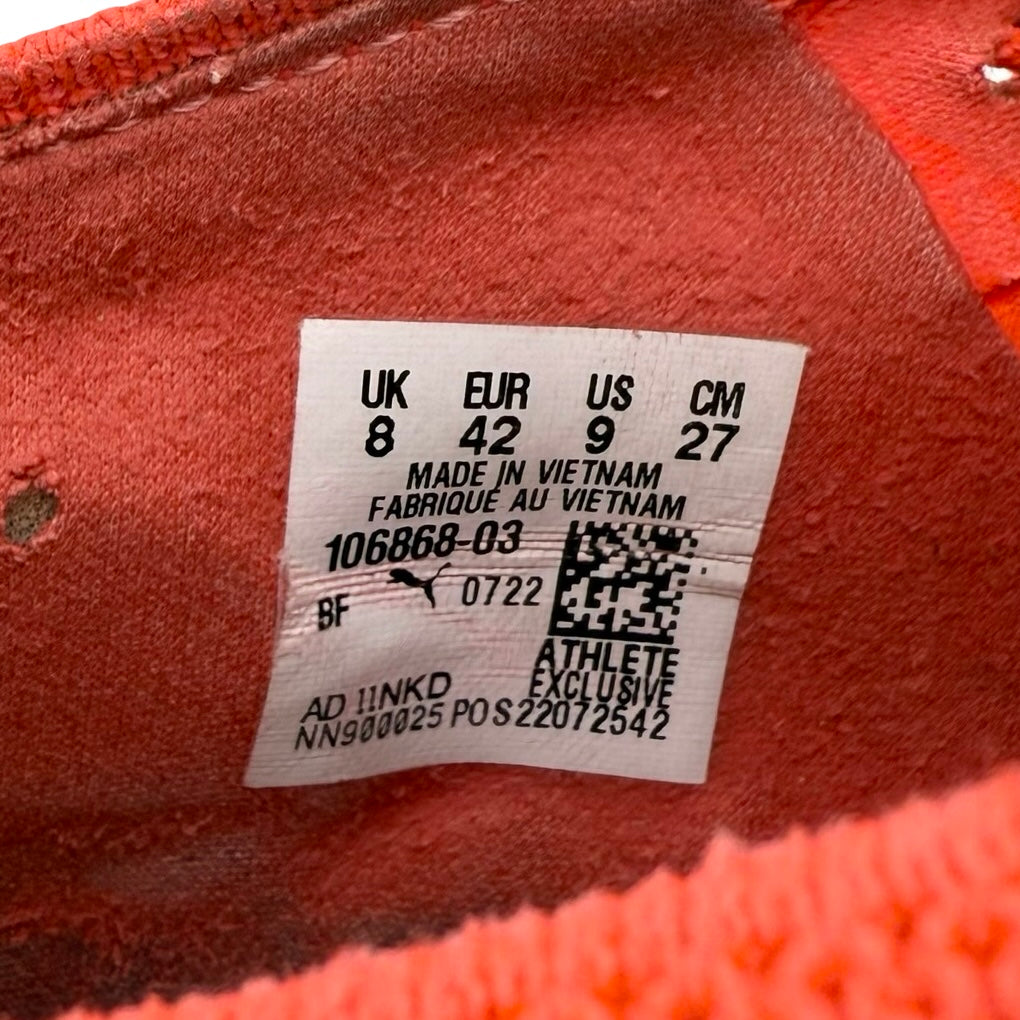 UK EUR US CM
8 42 9 27
MADE IN VIETNAM
FABRIQUÉ AU VIETNAM
106868-03
BF 0722
ATHLETE
EXCLUSIVE
AD 11NKD
NN900025 POS22072542